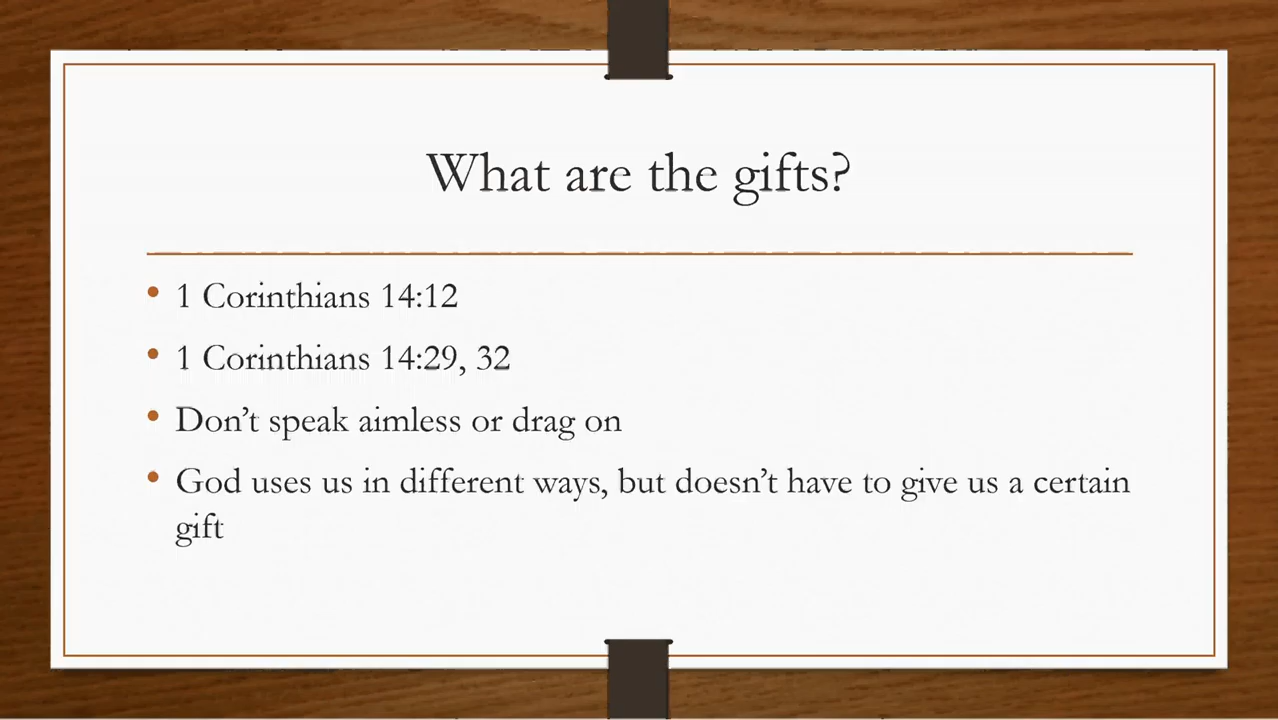 What are the gifts?
1 Corinthians 14:12
1 Corinthians 14:29, 32
Don’t speak aimless or drag on
God uses us in different ways, but doesn’t have to give us a certain
gift